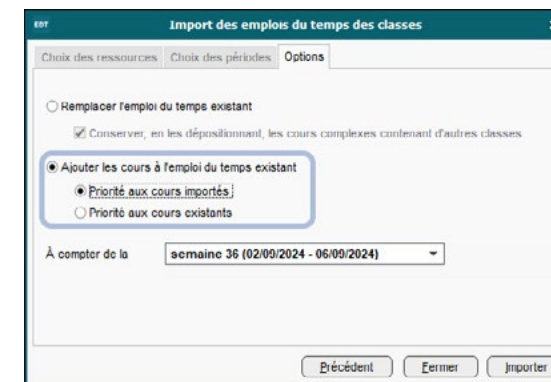 EDT Import des emplois du temps des classes
Choix des ressources Choix des périodes Options
Remplacer l'emploi du temps existant
Conserver, en les dépositionnant, les cours complexes contenant d'autres classes
Ajouter les cours à l'emploi du temps existant
Priorité aux cours importés
Priorité aux cours existants
À compter de la semaine 36 (02/09/2024 - 06/09/2024)
Précédent Fermer Importer